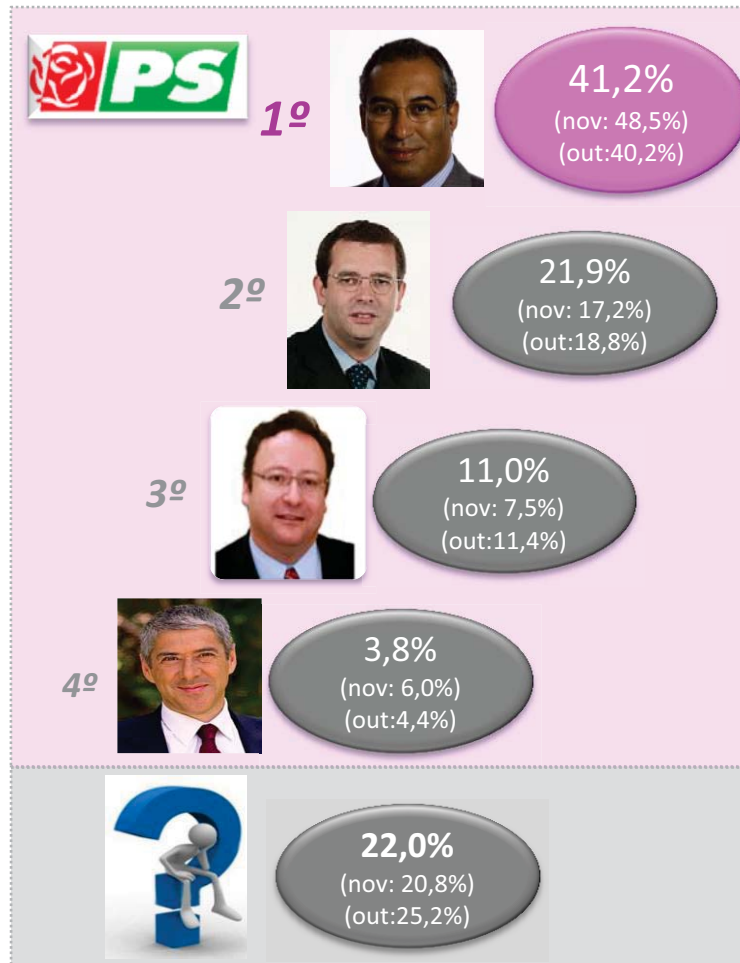 PS
1º
41,2%
(nov: 48,5%)
(out:40,2%)
2º
21,9%
(nov: 17,2%)
(out:18,8%)
3º
11,0%
(nov: 7,5%)
(out:11,4%)
4º
3,8%
(nov: 6,0%)
(out:4,4%)
22,0%
(nov: 20,8%)
(out:25,2%)